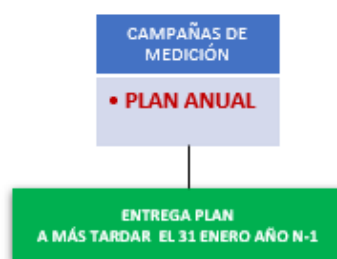 CAMPAÑAS DE
MEDICIÓN
• PLAN ANUAL
ENTREGA PLAN
A MÁS TARDAR EL 31 ENERO AÑO N-1